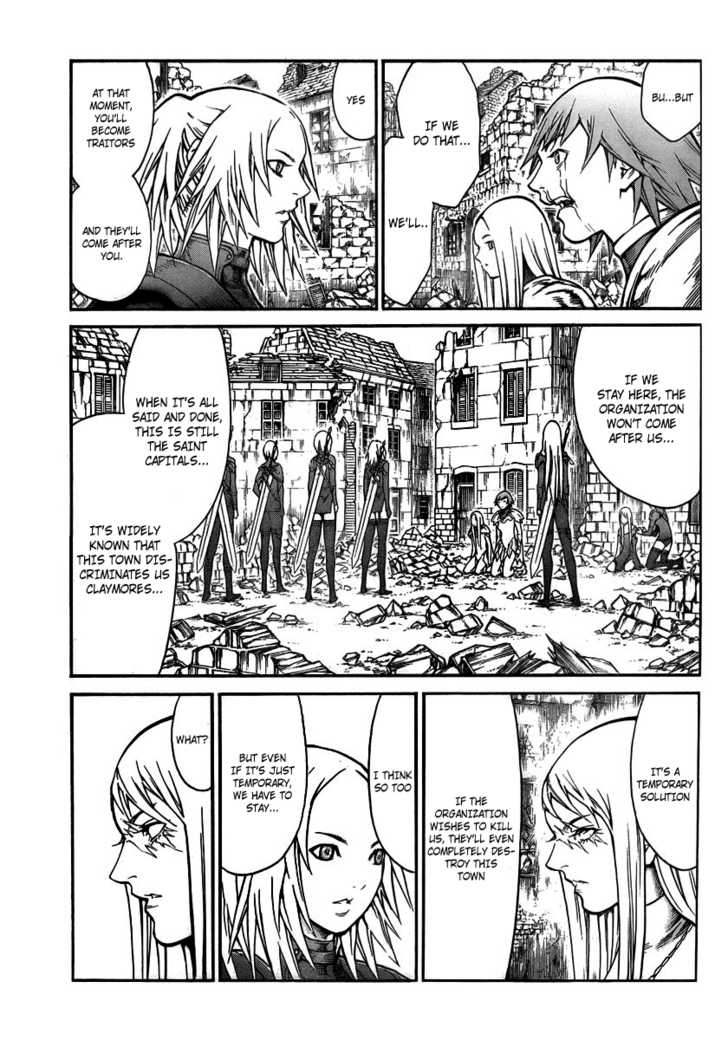 BU...BUT
IF WE
DO THAT...
WE'LL..
YES
AT THAT
MOMENT,
YOU'LL
BECOME
TRAITORS
AND THEY'LL
COME AFTER
YOU.
IF WE
STAY HERE, THE
ORGANIZATION
WON'T COME
AFTER US...
WHEN IT'S ALL
SAID AND DONE,
THIS IS STILL
THE SAINT
CAPITALS...
IT'S WIDELY
KNOWN THAT
THIS TOWN DIS-
CRIMINATES US
CLAYMORES...
IT'S A
TEMPORARY
SOLUTION
IF THE
ORGANIZATION
WISHES TO KILL
US, THEY'LL EVEN
COMPLETELY DES-
TROY THIS
TOWN
I THINK
SO TOO
BUT EVEN
IF IT'S JUST
TEMPORARY,
WE HAVE TO
STAY...
WHAT?